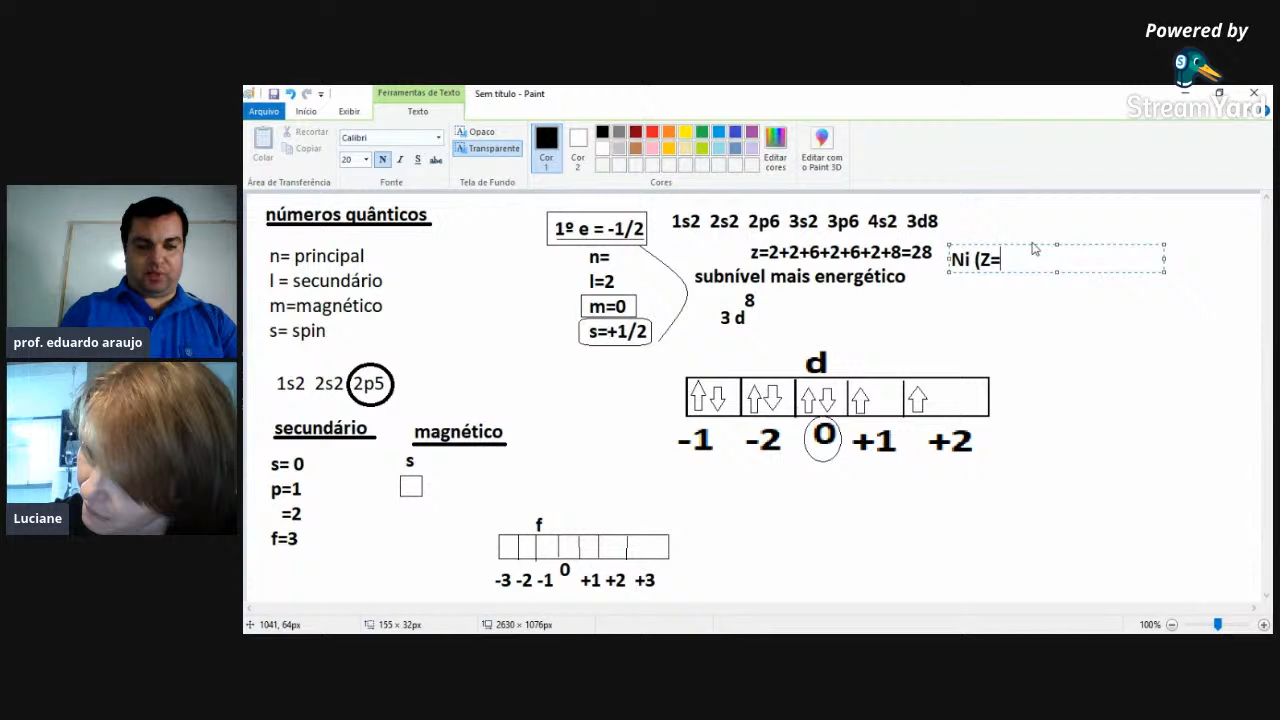 Powered by
StreamYard
Ferramentas de Texto
Sem título - Paint
Arquivo
Início
Exibir
Texto
Colar
Recortar
Copiar
Área de Transferência
Calibri
20
N I S abc
Fonte
Opaco
Transparente
Tela de Fundo
Cor 1
Cor 2
Cores
Editar cores
Editar com o Paint 3D
números quânticos
n= principal
l = secundário
m=magnético
s= spin
1s2 2s2 2p5
secundário
s= 0
p=1
=2
f=3
magnético
s
f
-3 -2 -1 0 +1 +2 +3
1º e = -1/2
n=
l=2
m=0
s=+1/2
1s2 2s2 2p6 3s2 3p6 4s2 3d8
z=2+2+6+2+6+2+8=28
Ni (Z=
subnível mais energético
8
3 d
d
-1 -2 0 +1 +2
prof. eduardo araujo
Luciane
1041, 64px
155 × 32px
2630 × 1076px
100%